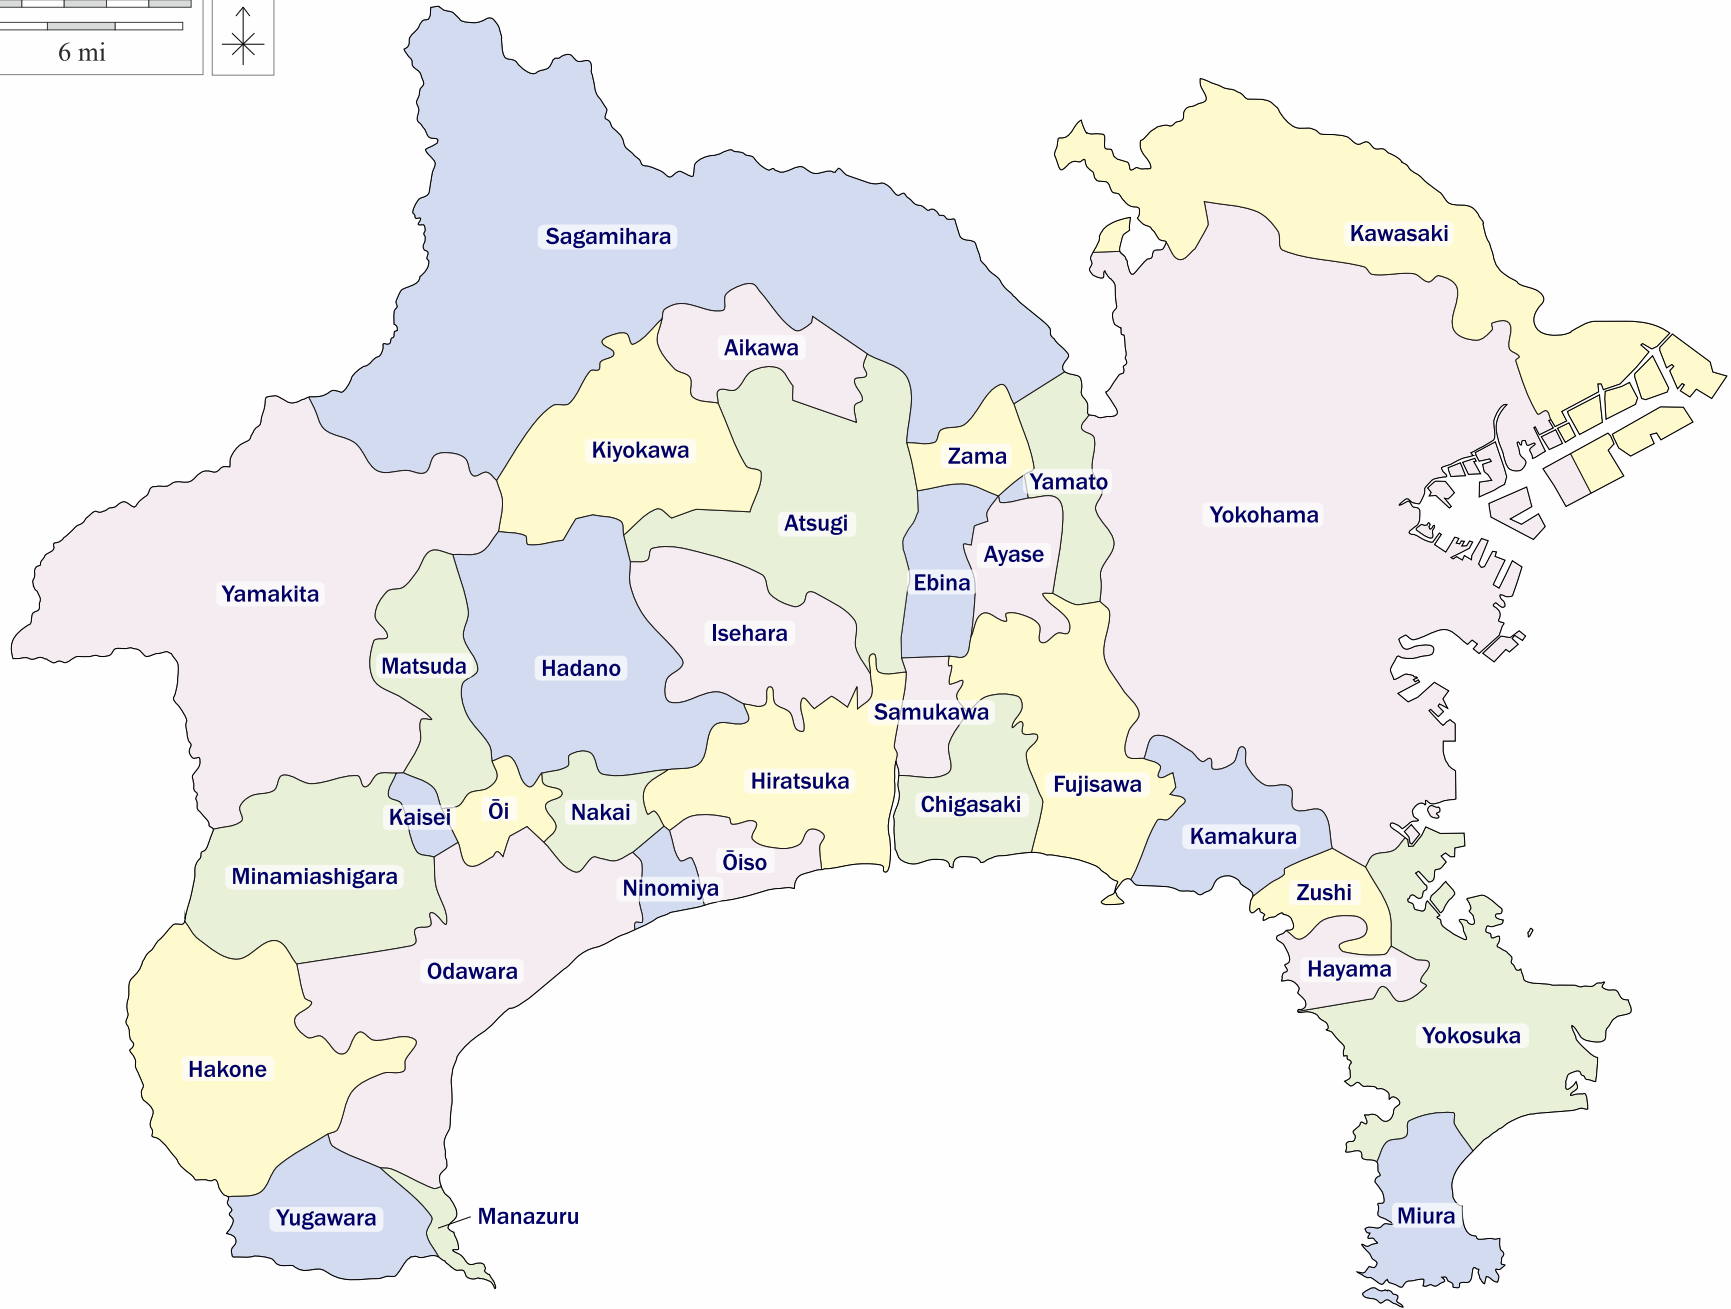 6 mi
Sagamihara
Kawasaki
Aikawa
Kiyokawa
Zama
Yamato
Yokohama
Atsugi
Ayase
Ebina
Yamakita
Isehara
Matsuda
Hadano
Samukawa
Hiratsuka
Fujisawa
Chigasaki
Ōi
Nakai
Kaisei
Kamakura
Ōiso
Minamiashigara
Ninomiya
Zushi
Odawara
Hayama
Yokosuka
Hakone
Yugawara
Manazuru
Miura